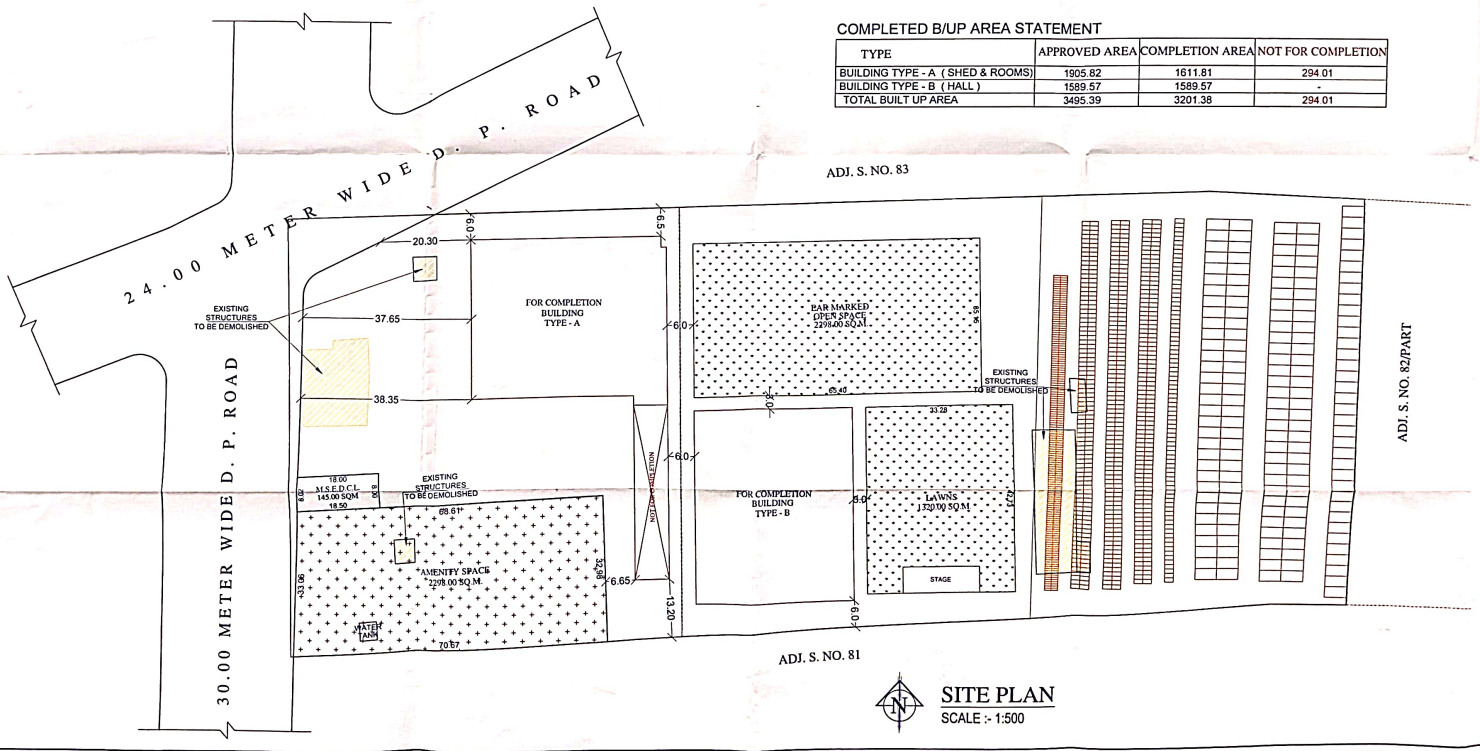 COMPLETED B/UP AREA STATEMENT
TYPE APPROVED AREA COMPLETION AREA NOT FOR COMPLETION
BUILDING TYPE - A ( SHED & ROOMS) 1905.82 1611.81 294.01
BUILDING TYPE - B ( HALL ) 1589.57 1589.57 -
TOTAL BUILT UP AREA 3495.39 3201.38 294.01
ADJ. S. NO. 83
24.00 METER WIDE D. P. ROAD
30.00 METER WIDE D. P. ROAD
EXISTING
STRUCTURES
TO BE DEMOLISHED
20.30
6.0
6.5
37.65
38.35
FOR COMPLETION
BUILDING
TYPE - A
6.0
EAR MARKED
OPEN SPACE
2298.00 SQ.M.
65.40
EXISTING
STRUCTURES
TO BE DEMOLISHED
ADJ. S. NO. 82/PART
18.00
M.S.E.D.C.L.
145.00 SQM
18.50
8.00
EXISTING
STRUCTURES
TO BE DEMOLISHED
68.61
AMENITY SPACE
2298.00 SQ.M.
33.06
32.98
70.67
WATER
TANK
6.65
13.20
6.0
FOR COMPLETION
BUILDING
TYPE - B
6.0
33.28
LAWNS
1320.00 SQ.M.
STAGE
ADJ. S. NO. 81
N
SITE PLAN
SCALE :- 1:500